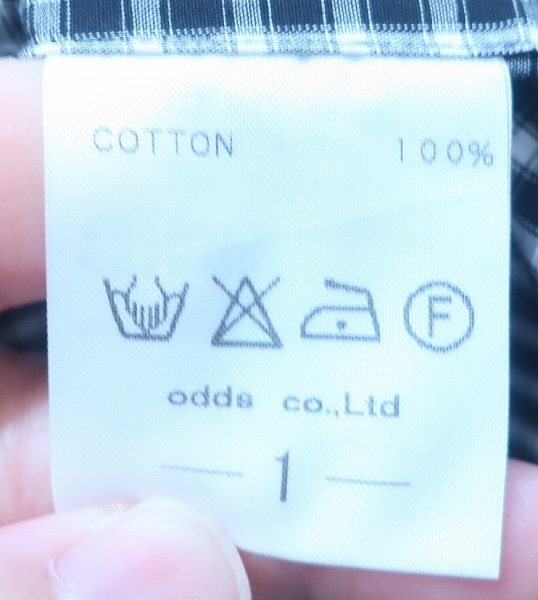 COTTON 100%
F
odds co.,Ltd
1